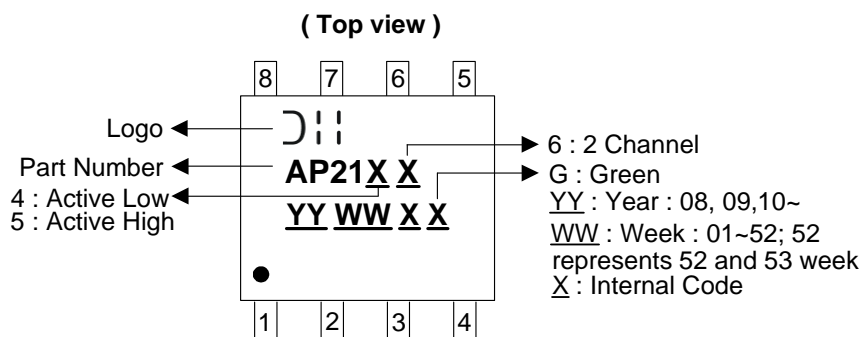 ( Top view )
8 7 6 5
Logo
Part Number
4 : Active Low
5 : Active High
AP21X X
YY WW X X
6 : 2 Channel
G : Green
YY : Year : 08, 09,10~
WW : Week : 01~52; 52
represents 52 and 53 week
X : Internal Code
1 2 3 4